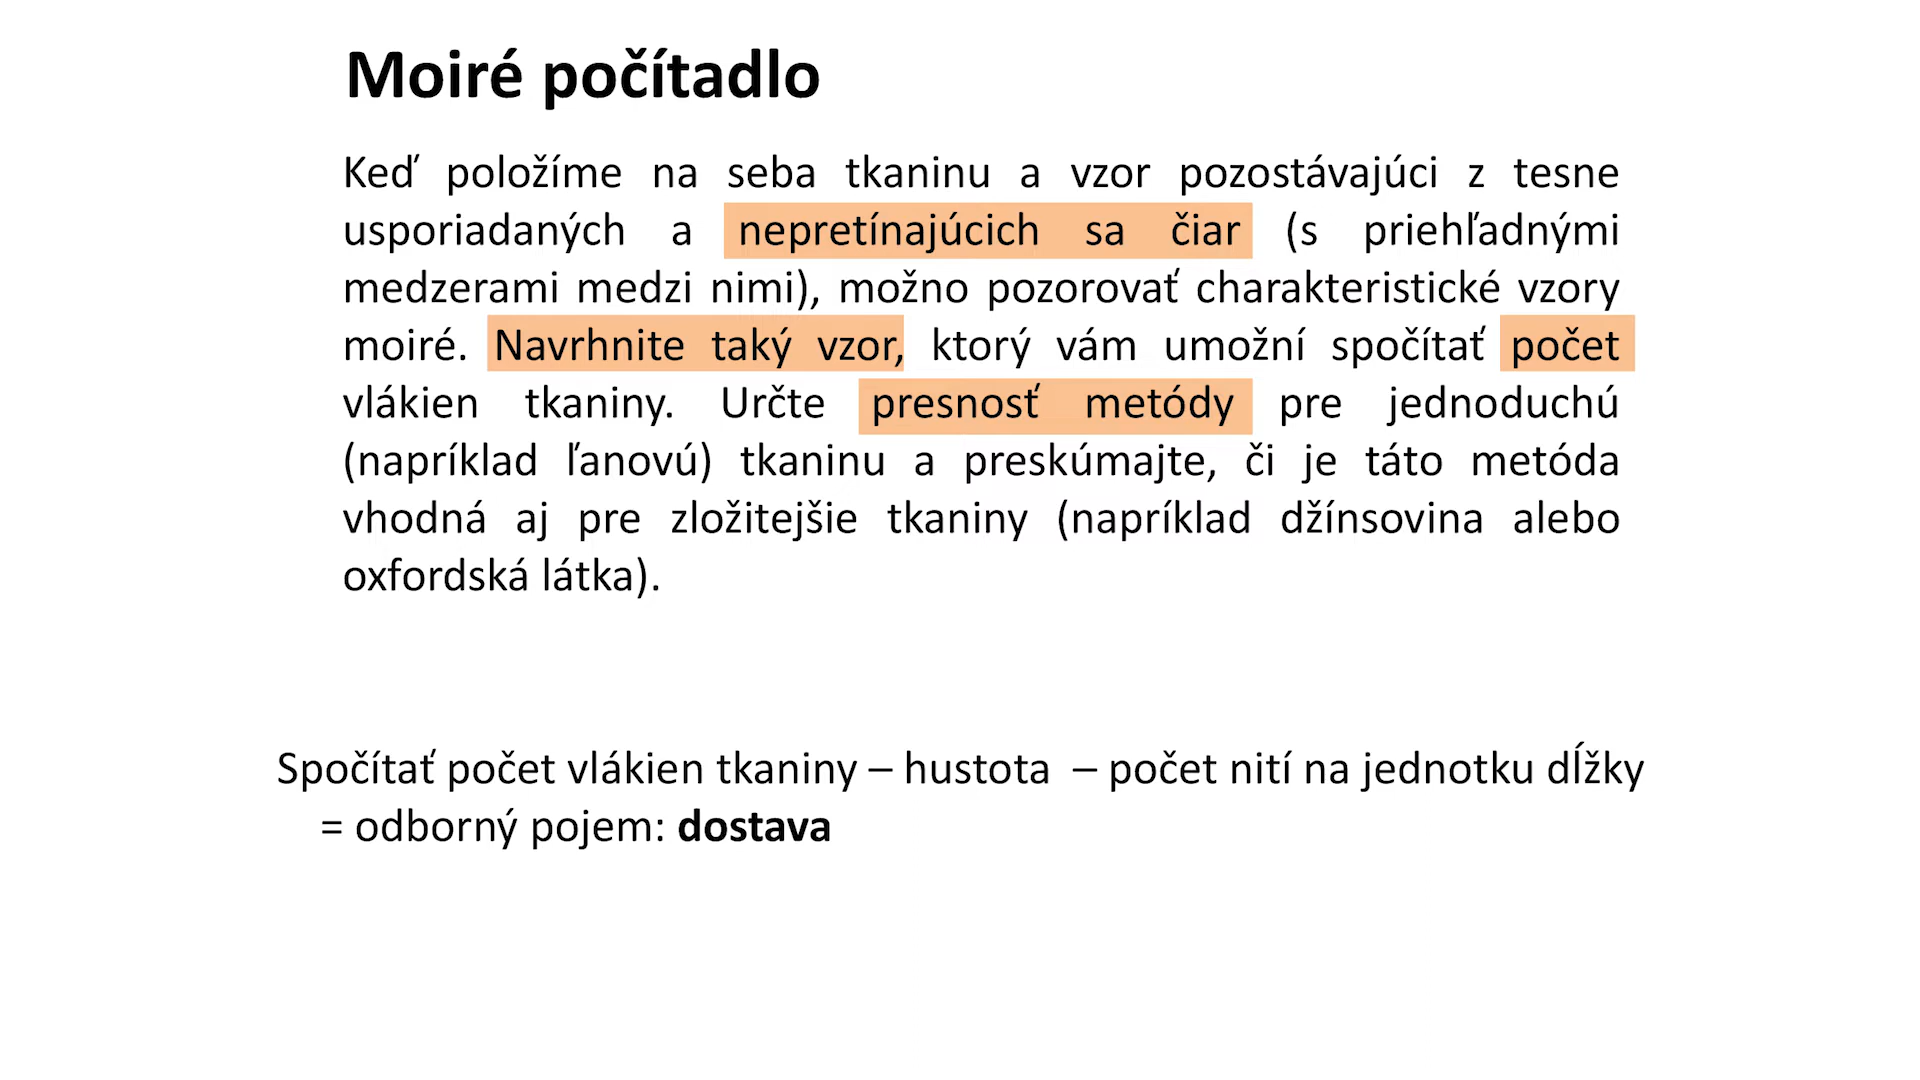 Moiré počítadlo
Keď položíme na seba tkaninu a vzor pozostávajúci z tesne
usporiadaných a nepretínajúcich sa čiar (s priehľadnými
medzerami medzi nimi), možno pozorovať charakteristické vzory
moiré. Navrhnite taký vzor, ktorý vám umožní spočítať počet
vlákien tkaniny. Určte presnosť metódy pre jednoduchú
(napríklad ľanovú) tkaninu a preskúmajte, či je táto metóda
vhodná aj pre zložitejšie tkaniny (napríklad džínsovina alebo
oxfordská látka).
Spočítať počet vlákien tkaniny – hustota – počet nití na jednotku dĺžky
= odborný pojem: dostava